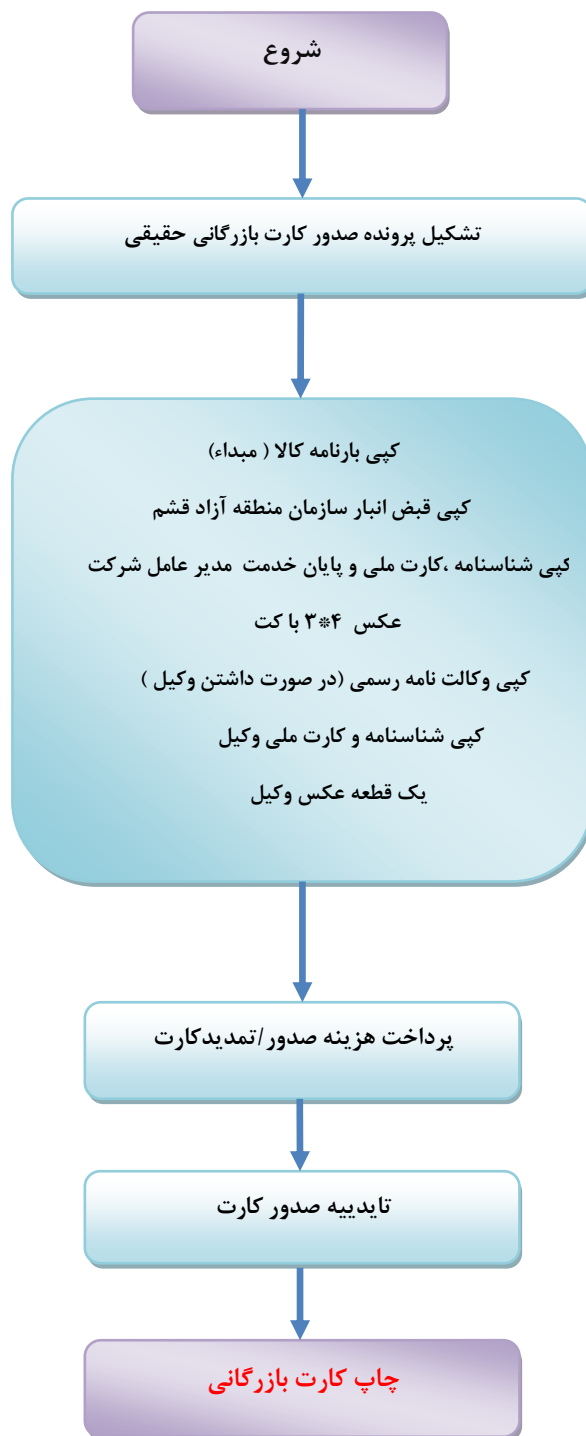 شروع
تشکیل پرونده صدور کارت بازرگانی حقیقی
کپی بارنامه کالا ( مبداء)
کپی قبض انبار سازمان منطقه آزاد قشم
کپی شناسنامه ،کارت ملی و پایان خدمت مدیر عامل شرکت
عکس ۴*۳ با کت
کپی وکالت نامه رسمی (در صورت داشتن وکیل )
کپی شناسنامه و کارت ملی وکیل
یک قطعه عکس وکیل
پرداخت هزینه صدور/تمدیدکارت
تایدییه صدور کارت
چاپ کارت بازرگانی